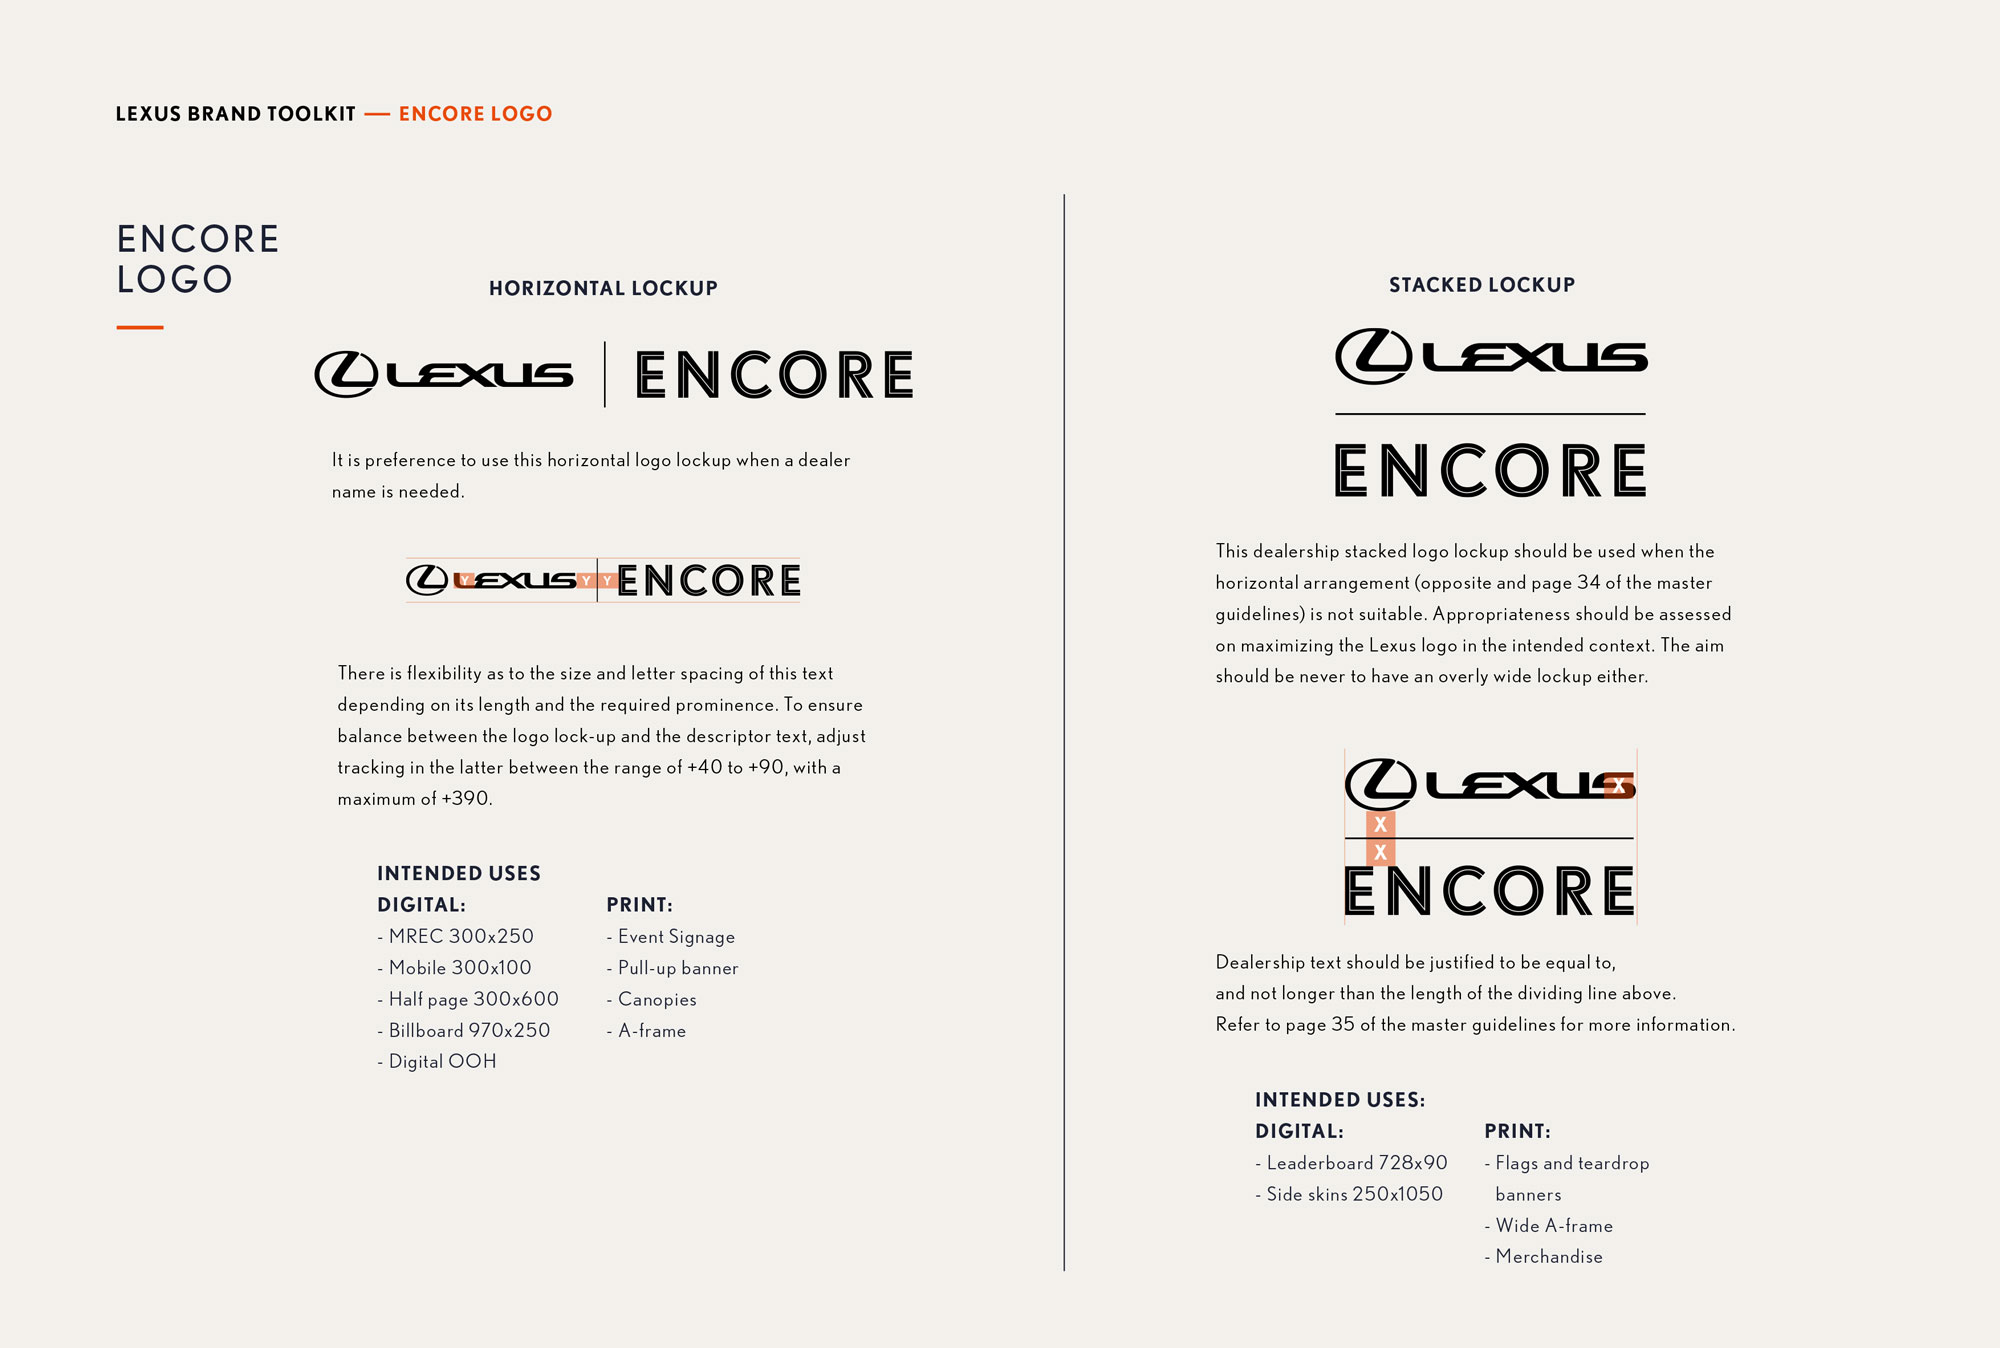 LEXUS BRAND TOOLKIT — ENCORE LOGO
ENCORE
LOGO
HORIZONTAL LOCKUP
LEXUS | ENCORE
It is preference to use this horizontal logo lockup when a dealer
name is needed.
Y LEXUS Y Y ENCORE
There is flexibility as to the size and letter spacing of this text
depending on its length and the required prominence. To ensure
balance between the logo lock-up and the descriptor text, adjust
tracking in the latter between the range of +40 to +90, with a
maximum of +390.
INTENDED USES
DIGITAL:
- MREC 300x250
- Mobile 300x100
- Half page 300x600
- Billboard 970x250
- Digital OOH
PRINT:
- Event Signage
- Pull-up banner
- Canopies
- A-frame
STACKED LOCKUP
LEXUS
ENCORE
This dealership stacked logo lockup should be used when the
horizontal arrangement (opposite and page 34 of the master
guidelines) is not suitable. Appropriateness should be assessed
on maximizing the Lexus logo in the intended context. The aim
should be never to have an overly wide lockup either.
LEXUS X
X
X
ENCORE
Dealership text should be justified to be equal to,
and not longer than the length of the dividing line above.
Refer to page 35 of the master guidelines for more information.
INTENDED USES:
DIGITAL:
- Leaderboard 728x90
- Side skins 250x1050
PRINT:
- Flags and teardrop
banners
- Wide A-frame
- Merchandise